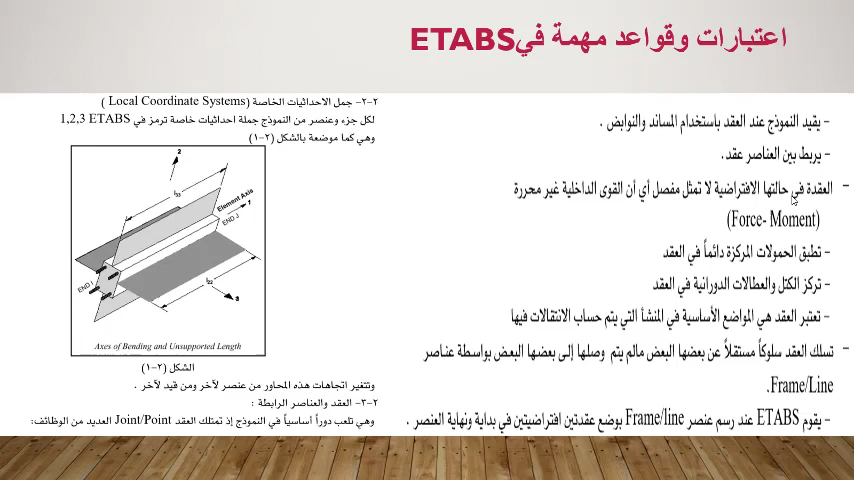 اعتبارات وقواعد مهمة فيETABS
٢-٢- جمل الاحداثيات الخاصة (Local Coordinate Systems )
لكل جزء وعنصر من النموذج جملة احداثيات خاصة ترمز في ETABS 1,2,3
وهي كما موضعة بالشكل (٢-١)
2
l33
Element Axis
1
END J
END I
l22
3
Axes of Bending and Unsupported Length
الشكل (٢-١)
وتتغير اتجاهات هذه المحاور من عنصر لآخر ومن قيد لآخر .
٢-٣- العقد والعناصر الرابطة :
وهي تلعب دوراً أساسياً في النموذج إذ تمتلك العقد Joint/Point العديد من الوظائف:
- يقيد النموذج عند العقد باستخدام المساند والنوابض .
- يربط بين العناصر عقد.
- العقدة في حالتها الافتراضية لا تمثل مفصل أي أن القوى الداخلية غير محررة
(Force- Moment)
- تطبق الحمولات المركزة دائماً في العقد
- تركز الكتل والعطالات الدورانية في العقد
- تعتبر العقد هي المواضع الأساسية في المنشأ التي يتم حساب الانتقالات فيها
- تسلك العقد سلوكاً مستقلاً عن بعضها البعض مالم يتم وصلها إلى بعضها البعض بواسطة عناصر
Frame/Line.
- يقوم ETABS عند رسم عنصر Frame/line بوضع عقدتين افتراضيتين في بداية ونهاية العنصر .